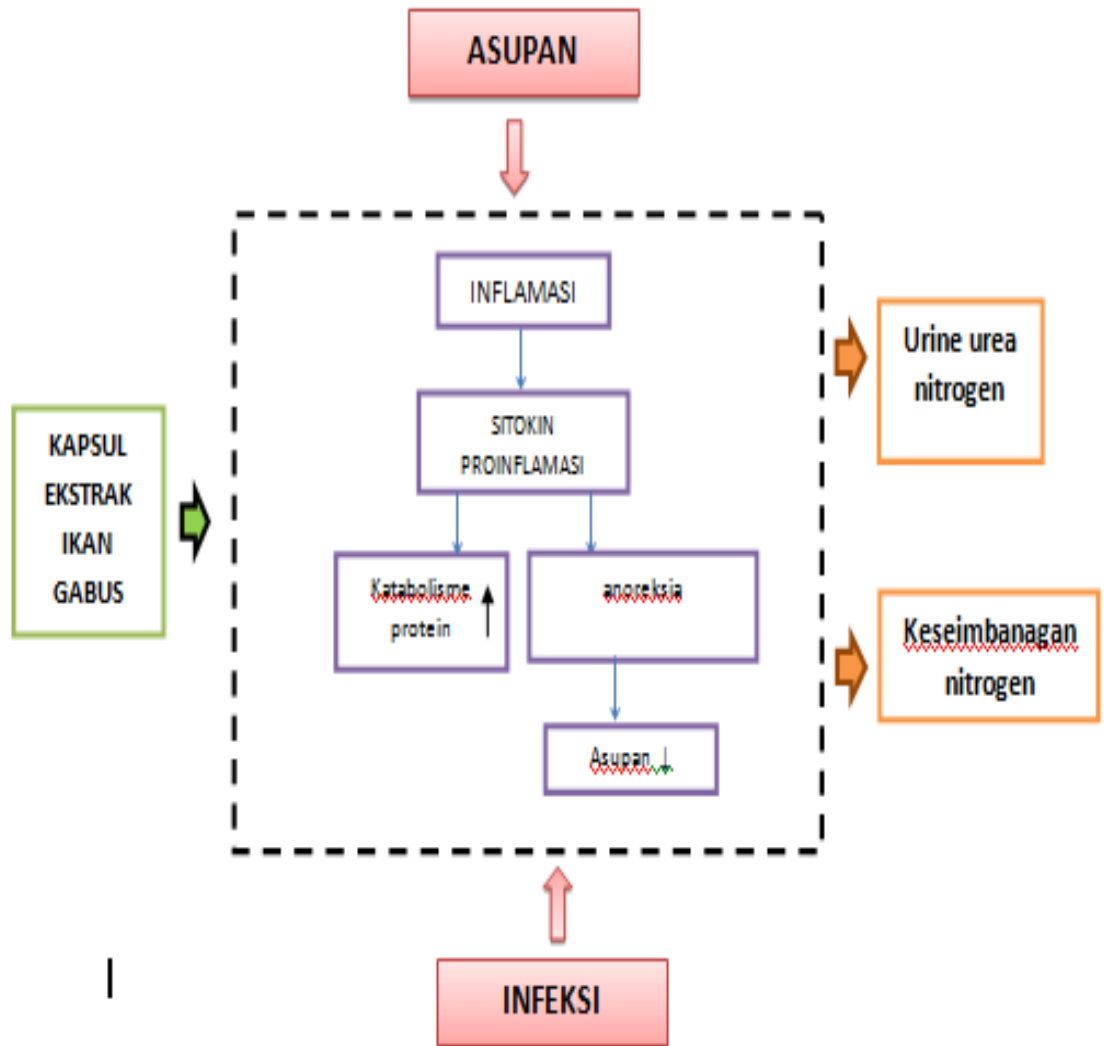 ASUPAN
INFLAMASI
SITOKIN
PROINFLAMASI
Katabolisme
protein ↑
anoreksia
Asupan ↓
KAPSUL
EKSTRAK
IKAN
GABUS
Urine urea
nitrogen
Keseimbanagan
nitrogen
INFEKSI